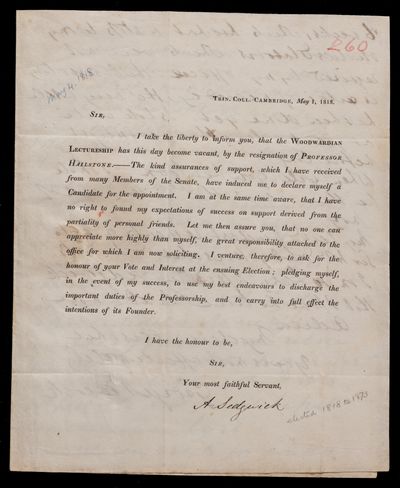 £60
May 4. 1818
Trin. Coll. Cambridge, May 1, 1818.
Sir,
I take the liberty to inform you, that the Woodwardian
Lectureship has this day become vacant, by the resignation of Professor
Hailstone.——The kind assurances of support, which I have received
from many Members of the Senate, have induced me to declare myself a
Candidate for the appointment. I am at the same time aware, that I have
no right to found my expectations of success on support derived from the
partiality of personal friends. Let me then assure you, that no one can
appreciate more highly than myself, the great responsibility attached to the
office for which I am now soliciting. I venture, therefore, to ask for the
honour of your Vote and Interest at the ensuing Election; pledging myself,
in the event of my success, to use my best endeavours to discharge the
important duties of the Professorship, and to carry into full effect the
intentions of its Founder.
I have the honour to be,
Sir,
Your most faithful Servant,
A Sedgwick
elected 1818 to 1873